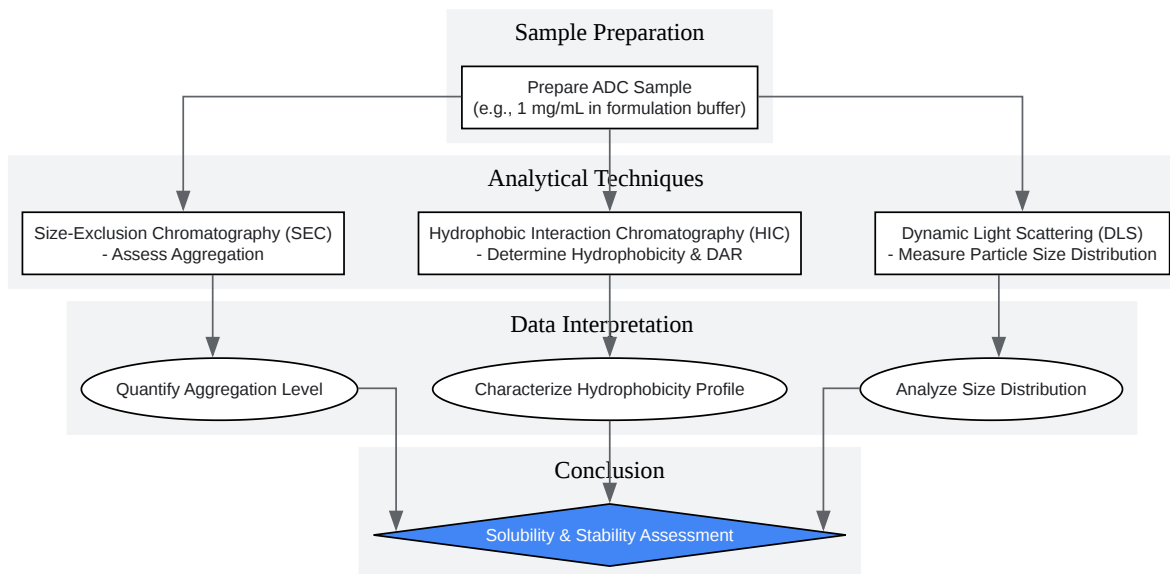 Sample Preparation
Prepare ADC Sample
(e.g., 1 mg/mL in formulation buffer)
Analytical Techniques
Size-Exclusion Chromatography (SEC)
- Assess Aggregation
Hydrophobic Interaction Chromatography (HIC)
- Determine Hydrophobicity & DAR
Dynamic Light Scattering (DLS)
- Measure Particle Size Distribution
Data Interpretation
Quantify Aggregation Level
Characterize Hydrophobicity Profile
Analyze Size Distribution
Conclusion
Solubility & Stability Assessment